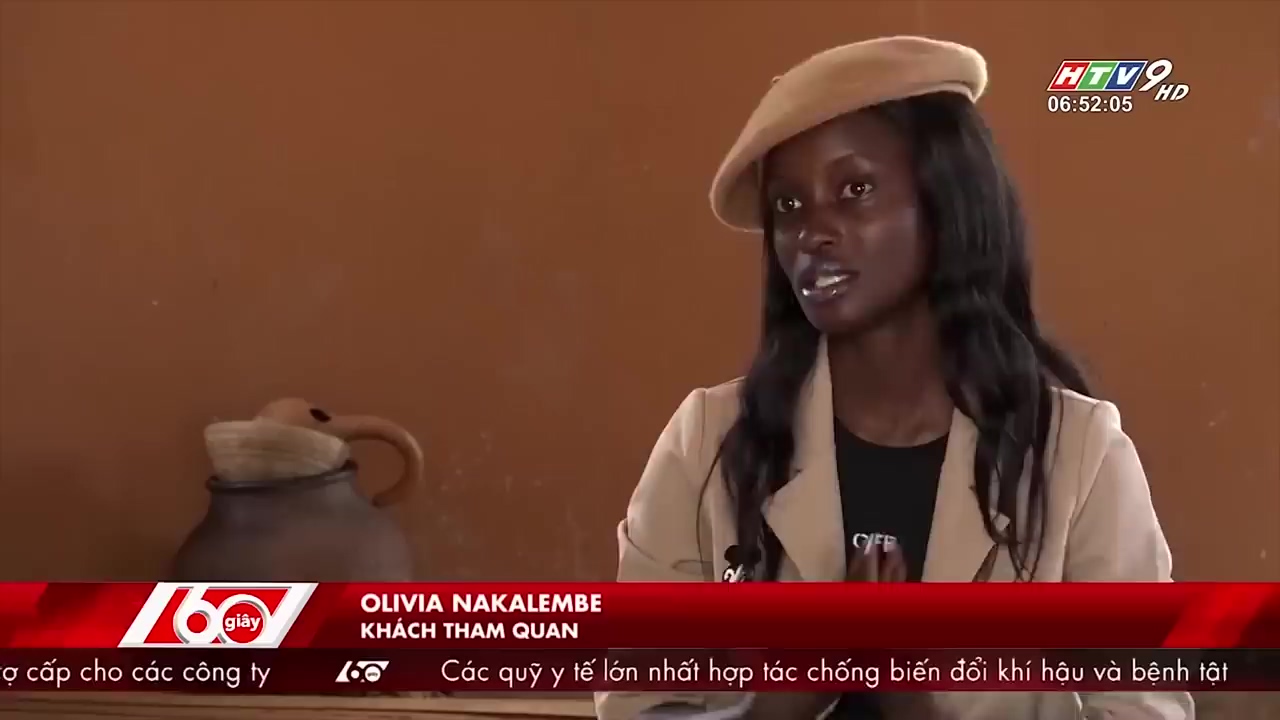 HTV9 HD
06:52:05
60 giây
OLIVIA NAKALEMBE
KHÁCH THAM QUAN
cấp cho các công ty
60 giây
Các quỹ y tế lớn nhất hợp tác chống biến đổi khí hậu và bệnh tật